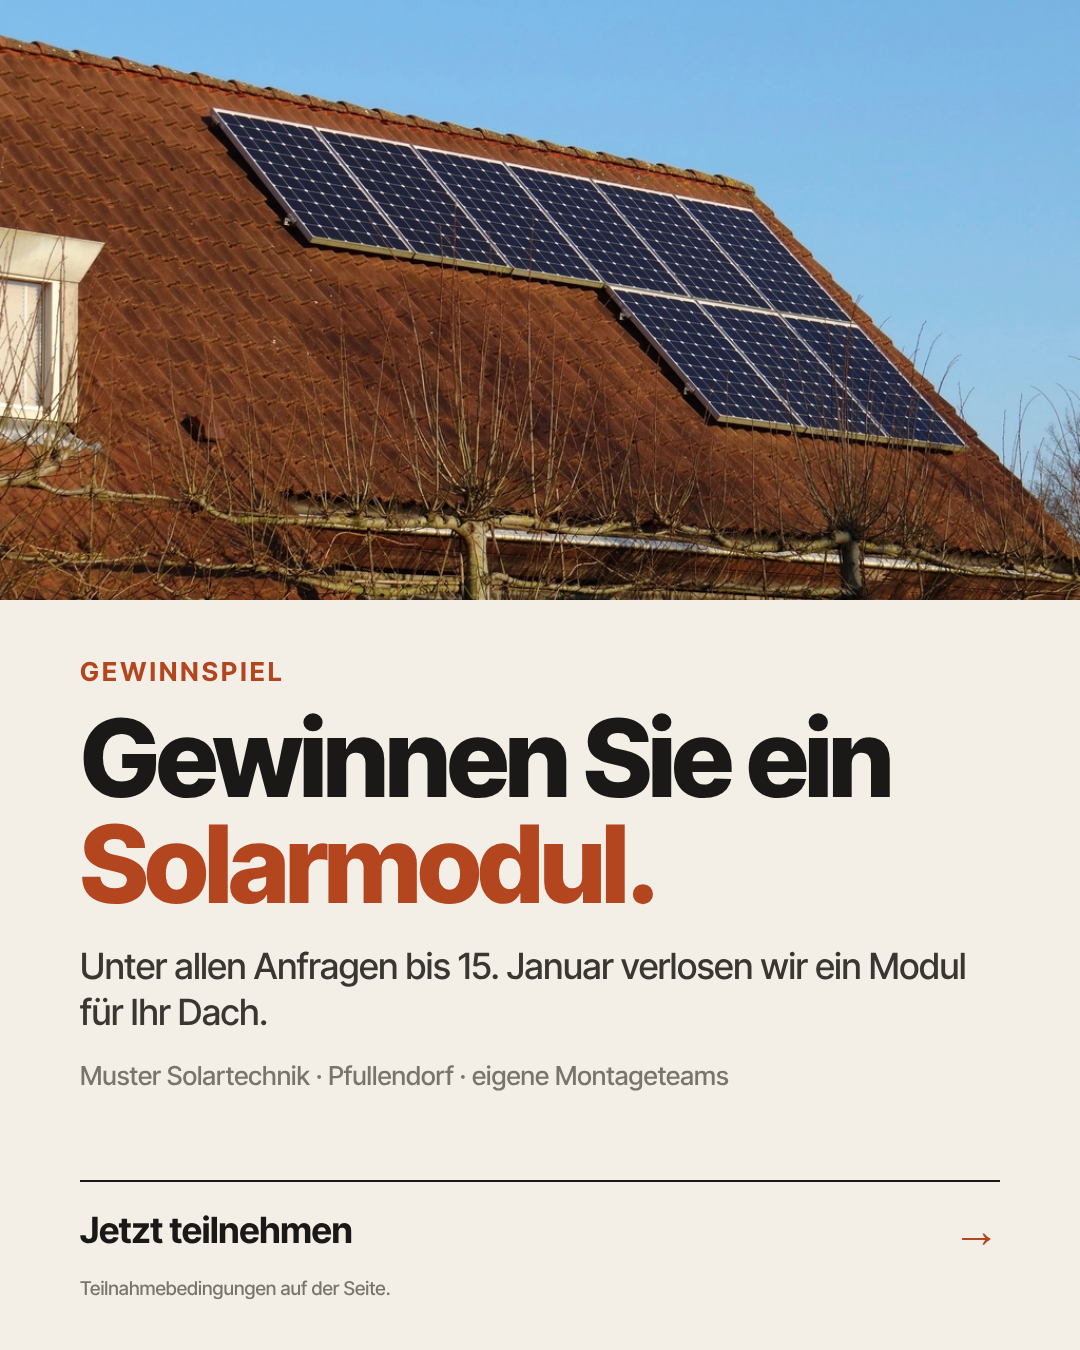 GEWINNSPIEL
Gewinnen Sie ein
Solarmodul.
Unter allen Anfragen bis 15. Januar verlosen wir ein Modul
für Ihr Dach.
Muster Solartechnik · Pfullendorf · eigene Montageteams
Jetzt teilnehmen →
Teilnahmebedingungen auf der Seite.